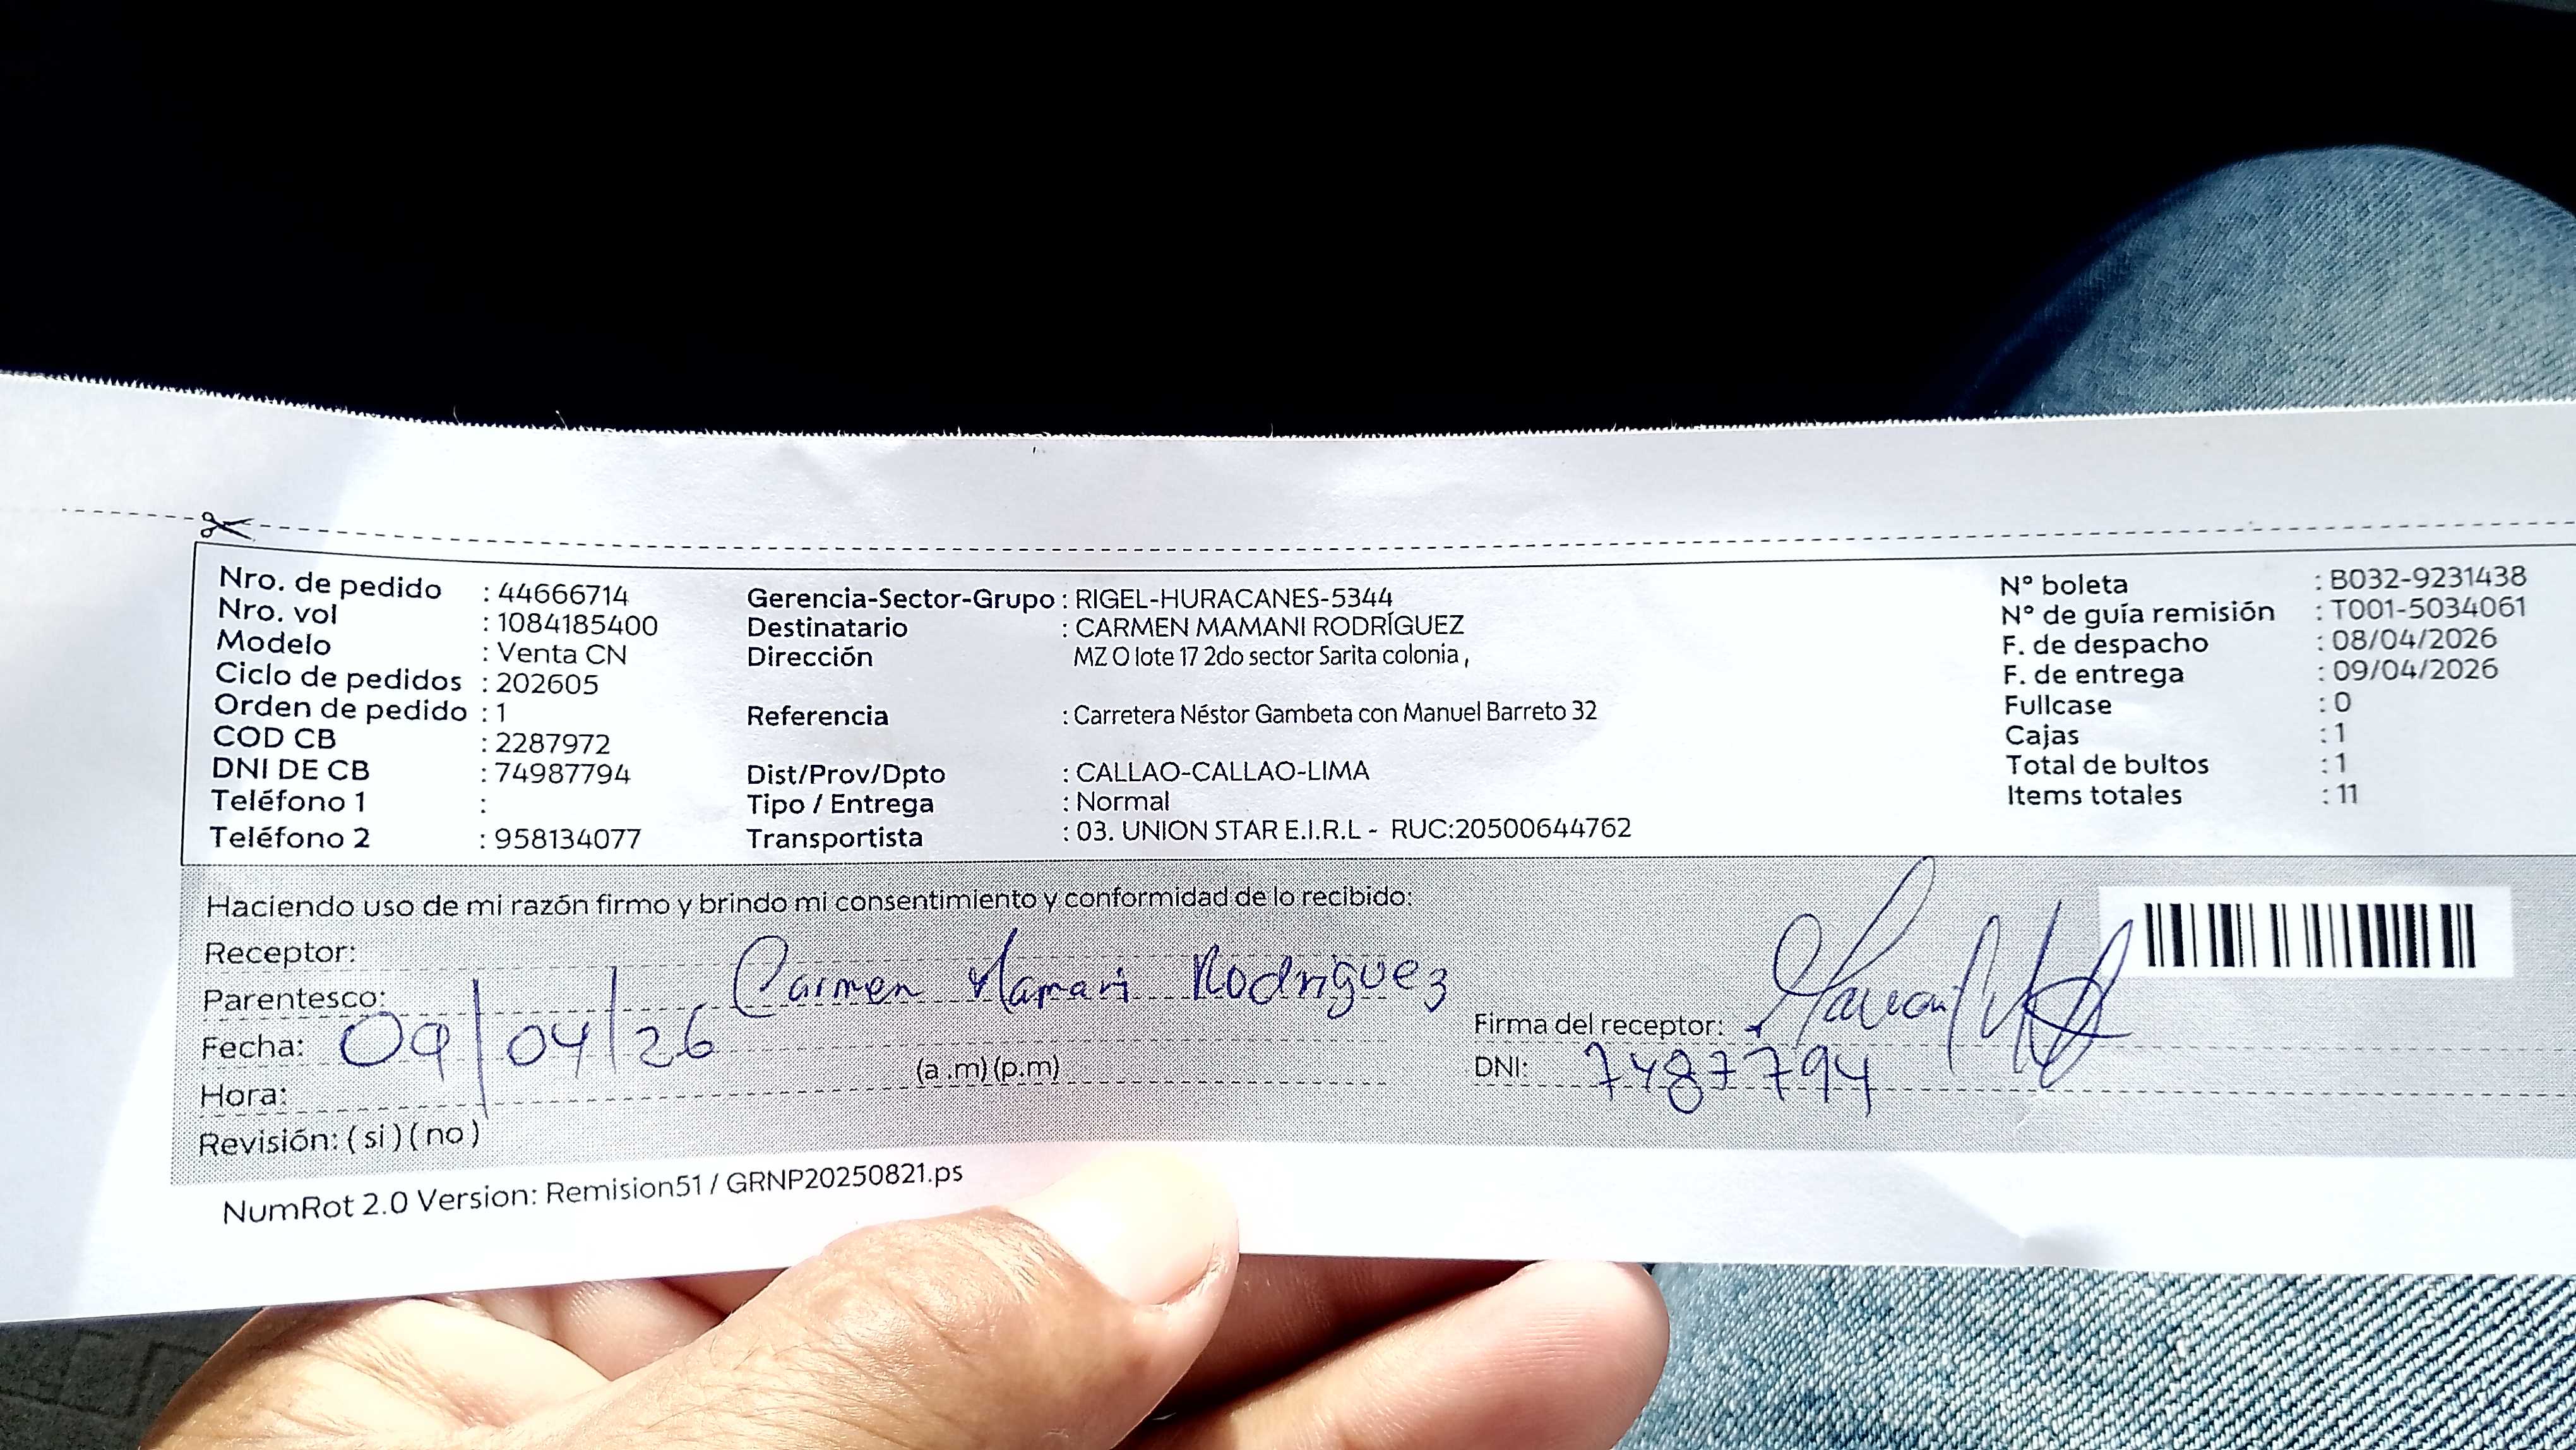 Nro. de pedido : 44666714
Nro. vol : 1084185400
Modelo : Venta CN
Ciclo de pedidos : 202605
Orden de pedido : 1
COD CB : 2287972
DNI DE CB : 74987794
Teléfono 1 :
Teléfono 2 : 958134077
Gerencia-Sector-Grupo : RIGEL-HURACANES-5344
Destinatario : CARMEN MAMANI RODRÍGUEZ
Dirección MZ O lote 17 2do sector Sarita colonia ,
Referencia : Carretera Néstor Gambeta con Manuel Barreto 32
Dist/Prov/Dpto : CALLAO-CALLAO-LIMA
Tipo / Entrega : Normal
Transportista : 03. UNION STAR E.I.R.L - RUC:20500644762
N° boleta : B032-9231438
N° de guía remisión : T001-5034061
F. de despacho : 08/04/2026
F. de entrega : 09/04/2026
Fullcase : 0
Cajas : 1
Total de bultos : 1
Items totales : 11
Haciendo uso de mi razón firmo y brindo mi consentimiento y conformidad de lo recibido:
Receptor:
Parentesco: Carmen Mamani Rodriguez
Fecha: 09/04/26
Hora: (a .m) (p.m)
Revisión: ( si ) ( no )
Firma del receptor:
DNI: 7487794
NumRot 2.0 Version: Remision51 / GRNP20250821.ps